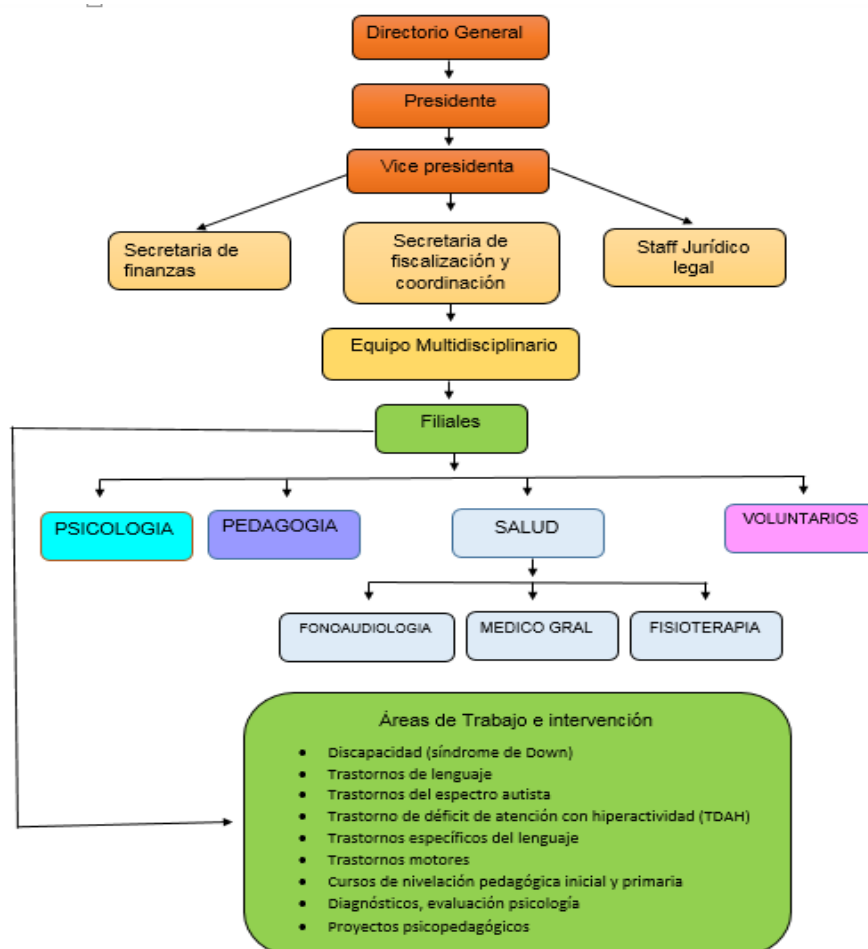 Directorio General
Presidente
Vice presidenta
Secretaria de
finanzas
Secretaria de
fiscalización y
coordinación
Staff Jurídico
legal
Equipo Multidisciplinario
Filiales
PSICOLOGIA
PEDAGOGIA
SALUD
VOLUNTARIOS
FONOAUDIOLOGIA
MEDICO GRAL
FISIOTERAPIA
Áreas de Trabajo e intervención
• Discapacidad (síndrome de Down)
• Trastornos de lenguaje
• Trastornos del espectro autista
• Trastorno de déficit de atención con hiperactividad (TDAH)
• Trastornos específicos del lenguaje
• Trastornos motores
• Cursos de nivelación pedagógica inicial y primaria
• Diagnósticos, evaluación psicología
• Proyectos psicopedagógicos